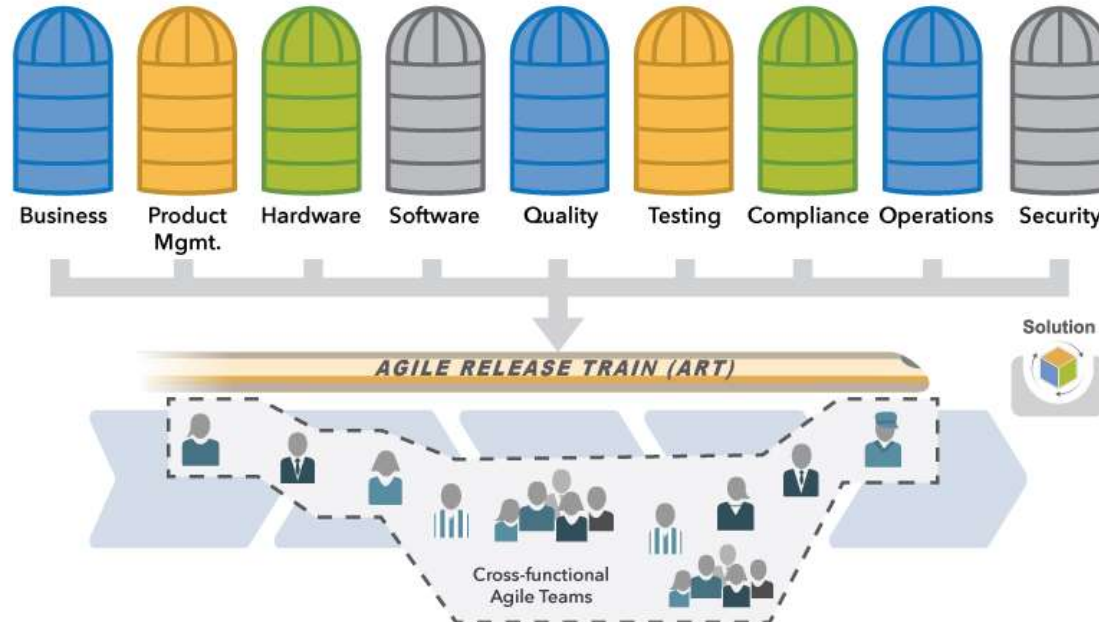 Business
Product
Mgmt.
Hardware
Software
Quality
Testing
Compliance
Operations
Security
Solution
AGILE RELEASE TRAIN (ART)
Cross-functional
Agile Teams